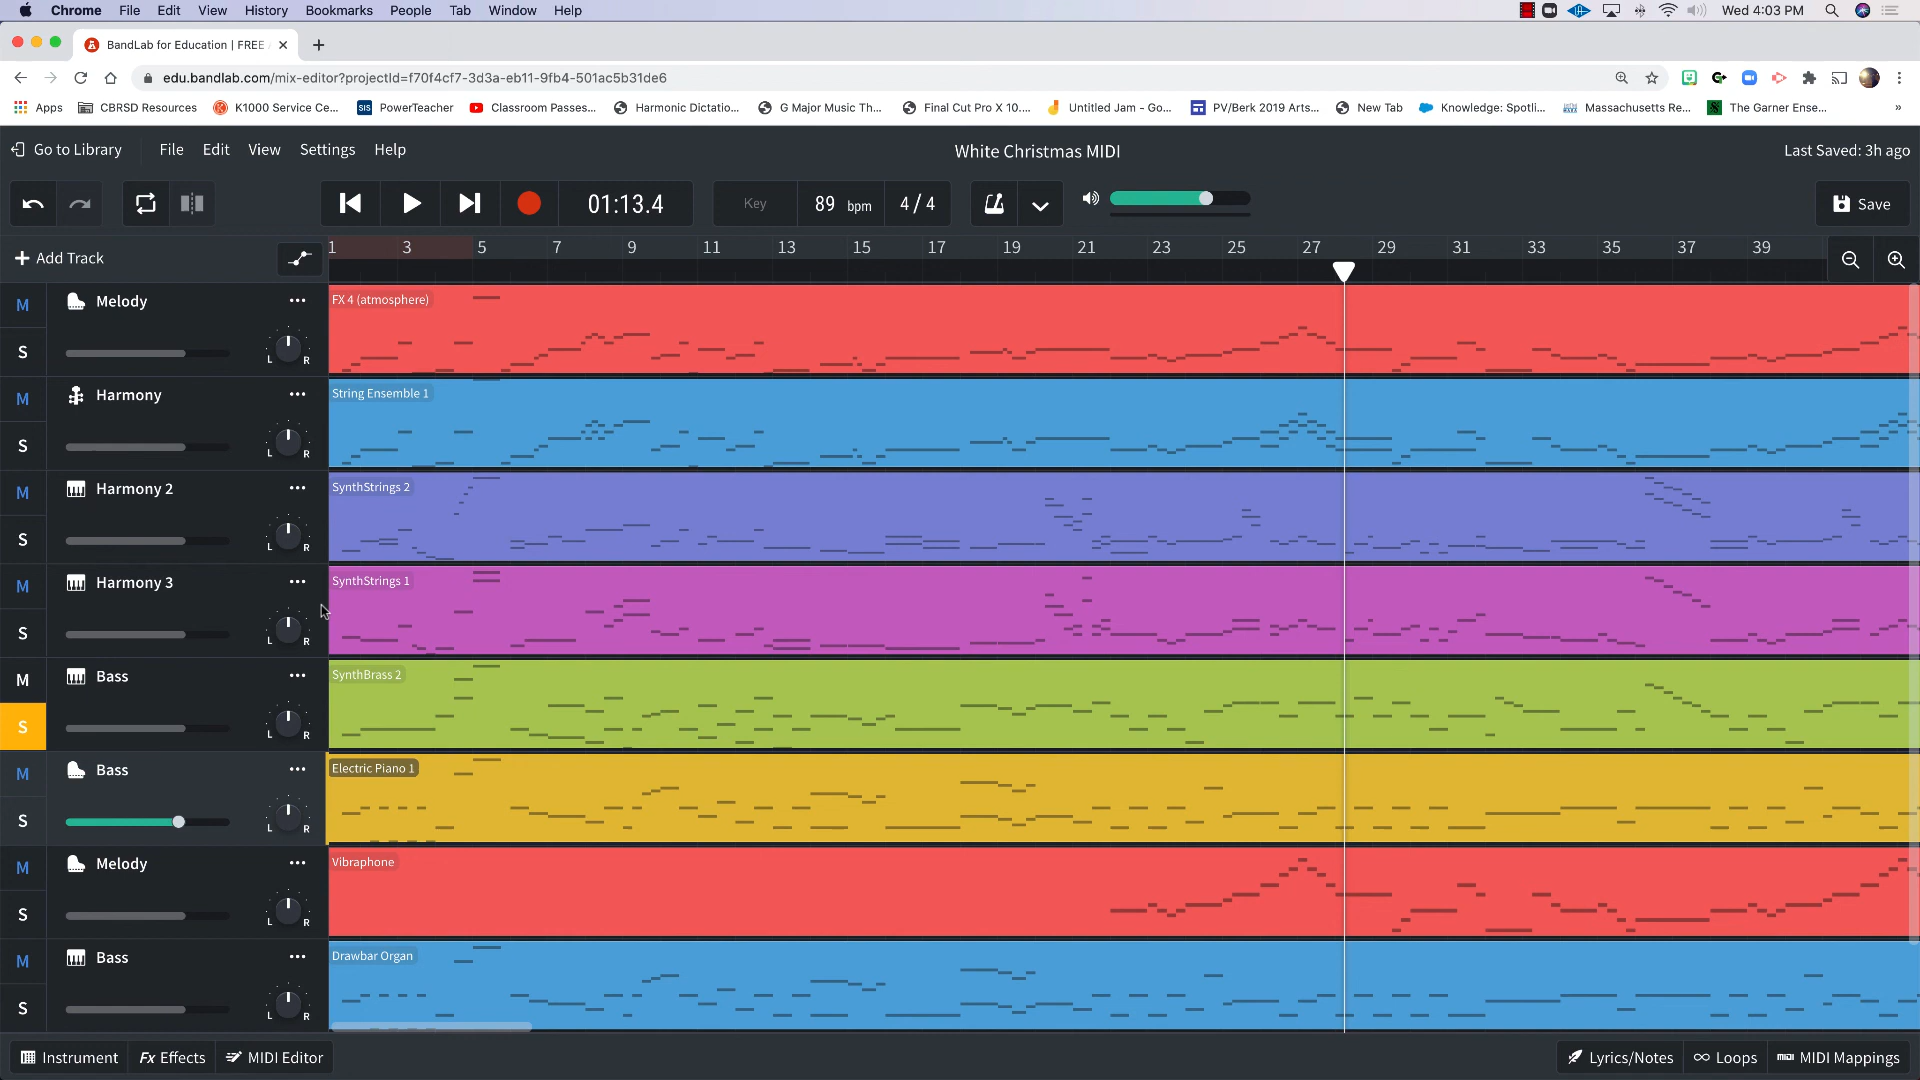 Chrome File Edit View History Bookmarks People Tab Window Help Wed 4:03 PM
BandLab for Education | FREE
edu.bandlab.com/mix-editor?projectId=f70f4cf7-3d3a-eb11-9fb4-501ac5b31de6
Apps CBRSD Resources K1000 Service Ce... SIS PowerTeacher Classroom Passes... Harmonic Dictatio... G Major Music Th... Final Cut Pro X 10.... Untitled Jam - Go... PV/Berk 2019 Arts... New Tab Knowledge: Spotli... Massachusetts Re... The Garner Ense... »
Go to Library File Edit View Settings Help White Christmas MIDI Last Saved: 3h ago
01:13.4 Key 89 bpm 4 / 4 Save
+ Add Track 1 3 5 7 9 11 13 15 17 19 21 23 25 27 29 31 33 35 37 39
M Melody FX 4 (atmosphere)
S L R
M Harmony String Ensemble 1
S L R
M Harmony 2 SynthStrings 2
S L R
M Harmony 3 SynthStrings 1
S L R
M Bass SynthBrass 2
S L R
M Bass Electric Piano 1
S L R
M Melody Vibraphone
S L R
M Bass Drawbar Organ
S L R
Instrument Fx Effects MIDI Editor Lyrics/Notes Loops MIDI MIDI Mappings